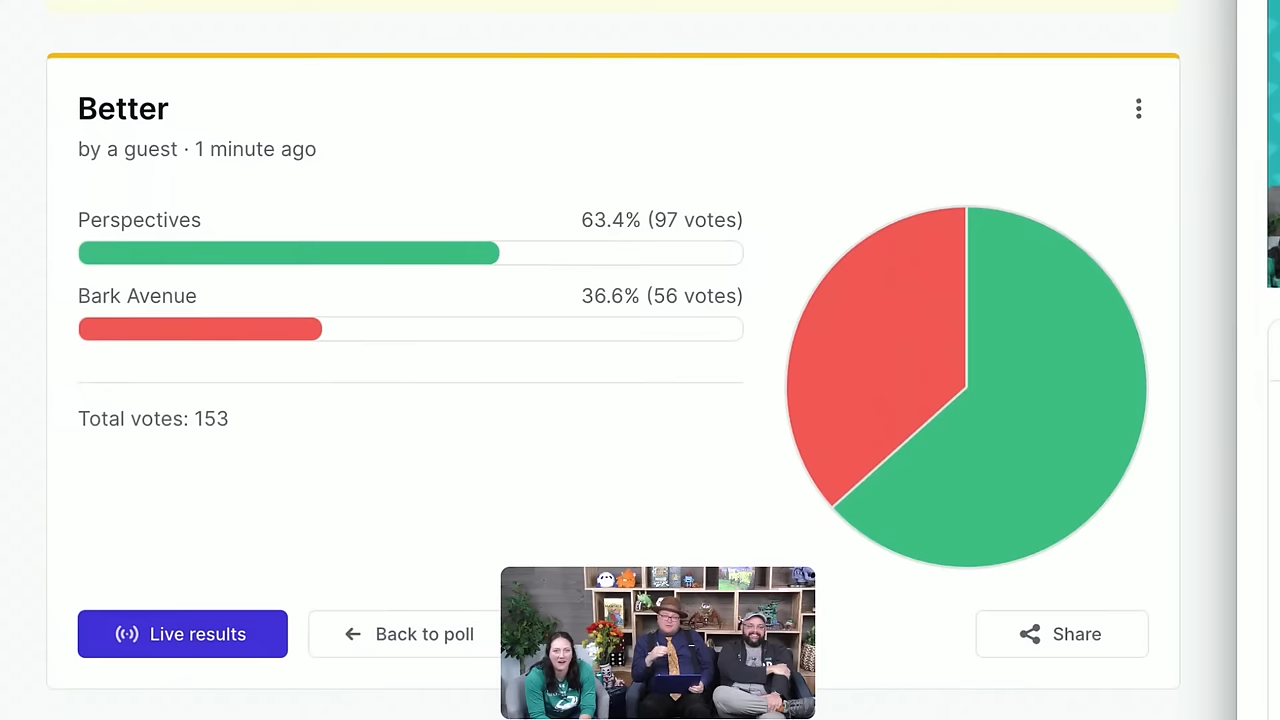 Better
by a guest · 1 minute ago
Perspectives 63.4% (97 votes)
Bark Avenue 36.6% (56 votes)
Total votes: 153
Live results
Back to poll
Share